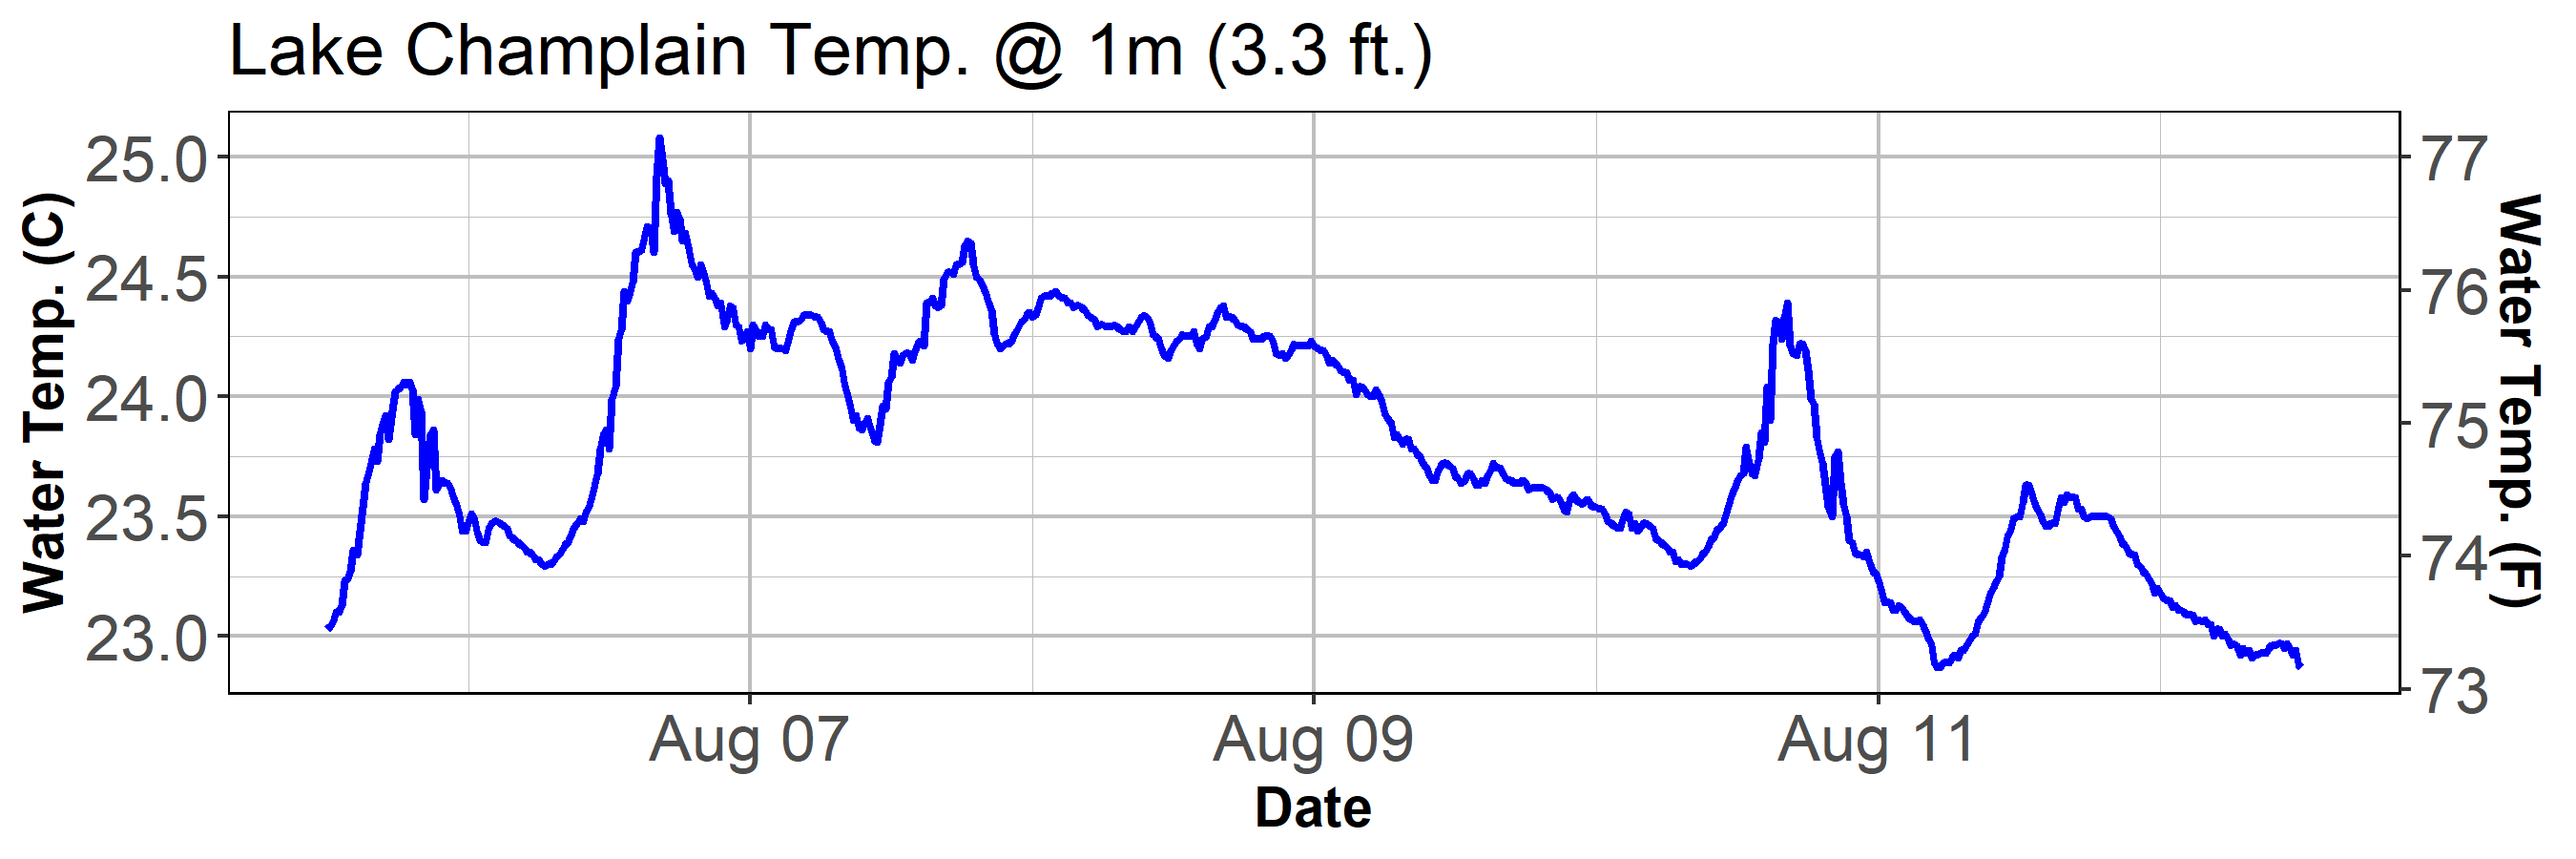 Lake Champlain Temp. @ 1m (3.3 ft.)
Water Temp. (C)
25.0
24.5
24.0
23.5
23.0
77
76
75
74
73
Water Temp. (F)
Aug 07 Aug 09 Aug 11
Date